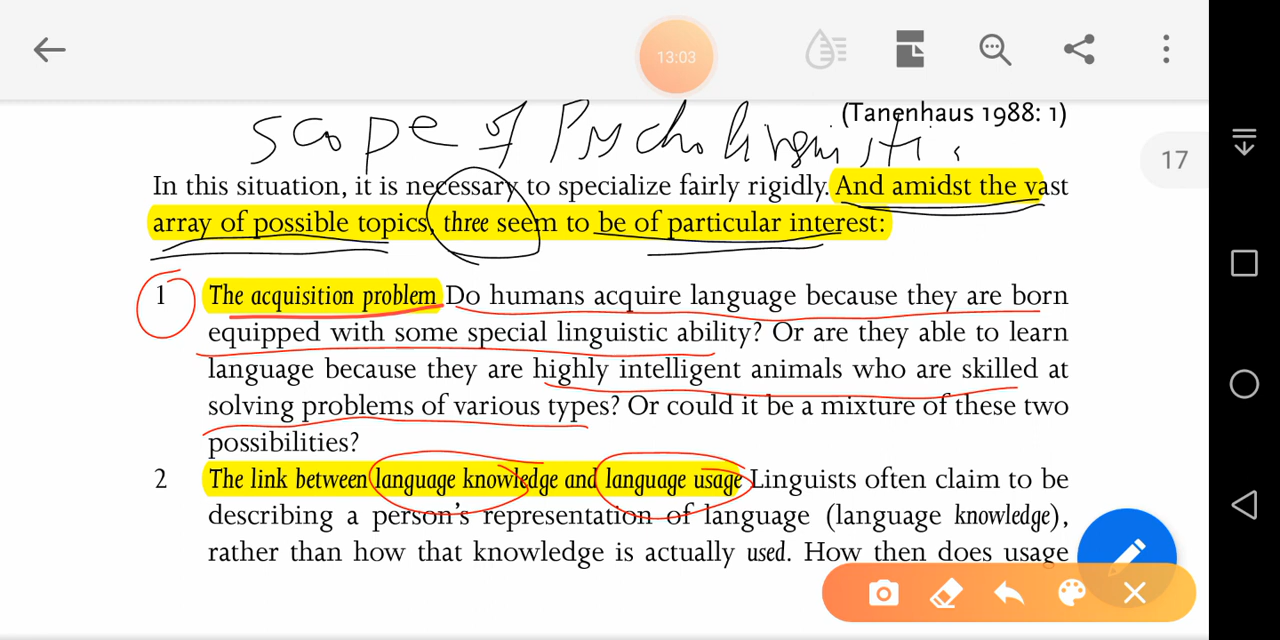 13:03
(Tanenhaus 1988: 1)
scope of Psycholinguisti
17
In this situation, it is necessary to specialize fairly rigidly. And amidst the vast
array of possible topics, three seem to be of particular interest:
1 The acquisition problem Do humans acquire language because they are born
equipped with some special linguistic ability? Or are they able to learn
language because they are highly intelligent animals who are skilled at
solving problems of various types? Or could it be a mixture of these two
possibilities?
2 The link between language knowledge and language usage Linguists often claim to be
describing a person's representation of language (language knowledge),
rather than how that knowledge is actually used. How then does usage